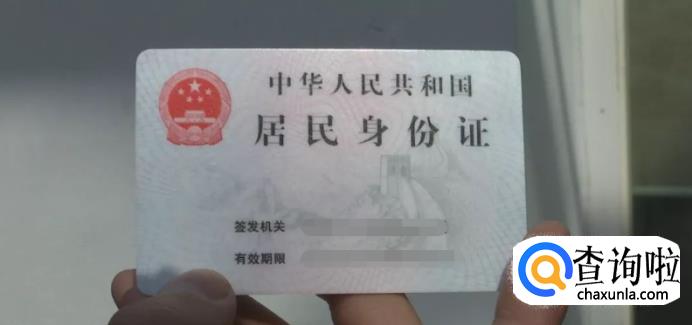 中华人民共和国
居民身份证
签发机关
有效期限
查询啦
chaxunla.com